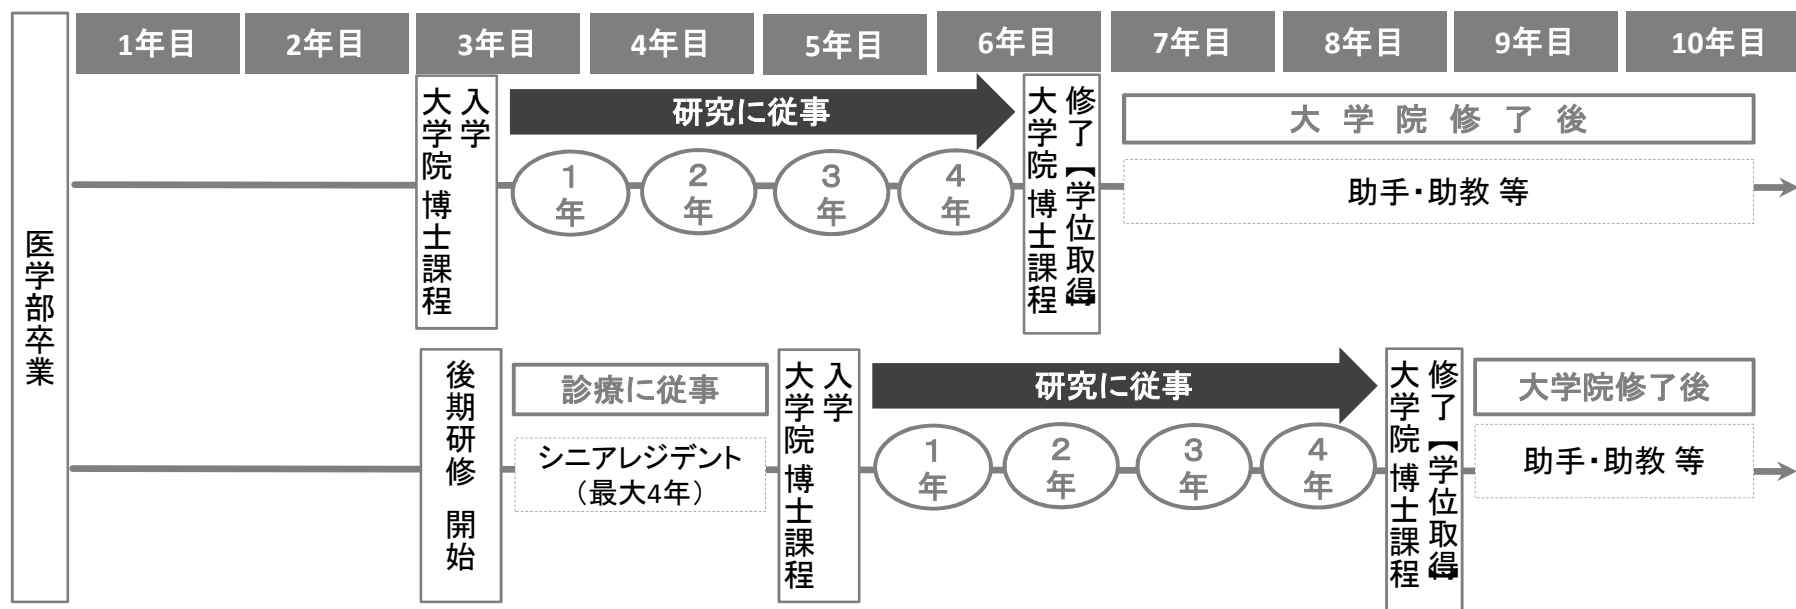 1年目
2年目
3年目
4年目
5年目
6年目
7年目
8年目
9年目
10年目
医学部卒業
大学院 博士課程
入学
研究に従事
1年
2年
3年
4年
大学院 博士課程
修了【学位取得】
大学院修了後
助手・助教 等
後期研修 開始
診療に従事
シニアレジデント
（最大4年）
大学院 博士課程
入学
研究に従事
1年
2年
3年
4年
大学院 博士課程
修了【学位取得】
大学院修了後
助手・助教 等